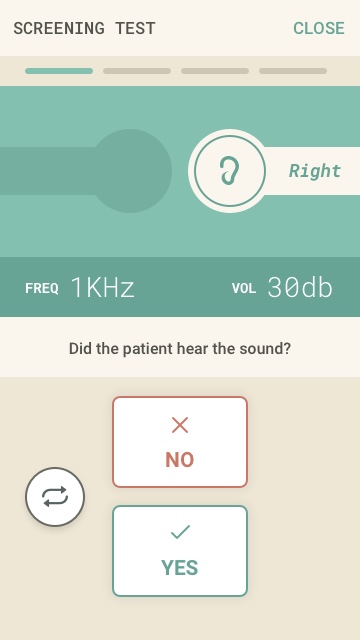 SCREENING TEST
CLOSE
Right
FREQ 1KHz
VOL 30db
Did the patient hear the sound?
NO
YES